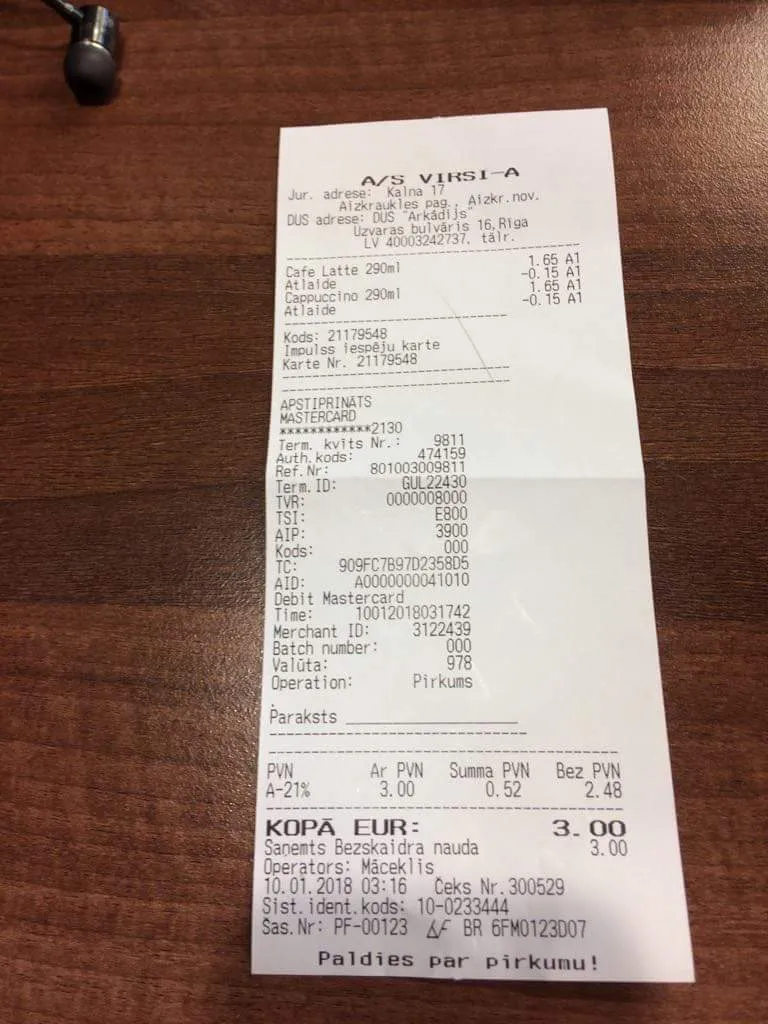 A/S VIRSI-A
Jur. adrese: Kalna 17
Aizkraukles pag., Aizkr.nov.
DUS adrese: DUS "Arkādijs"
Uzvaras bulvāris 16,Rīga
LV 40003242737, tālr.
Cafe Latte 290ml 1.65 A1
Atlaide -0.15 A1
Cappuccino 290ml 1.65 A1
Atlaide -0.15 A1
Kods: 21179548
Impulss iespēju karte
Karte Nr. 21179548
APSTIPRINĀTS
MASTERCARD
************2130
Term. kvīts Nr.: 9811
Auth.kods: 474159
Ref.Nr: 801003009811
Term.ID: GUL22430
TVR: 0000008000
TSI: E800
AIP: 3900
Kods: 000
TC: 909FC7B97D2358D5
AID: A0000000041010
Debit Mastercard
Time: 10012018031742
Merchant ID: 3122439
Batch number: 000
Valūta: 978
Operation: Pirkums
Paraksts ________________
PVN Ar PVN Summa PVN Bez PVN
A-21% 3.00 0.52 2.48
KOPĀ EUR: 3.00
Saņemts Bezskaidra nauda 3.00
Operators: Māceklis
10.01.2018 03:16 Čeks Nr.300529
Sist.ident.kods: 10-0233444
Sas.Nr: PF-00123 BR 6FM0123D07
Paldies par pirkumu!